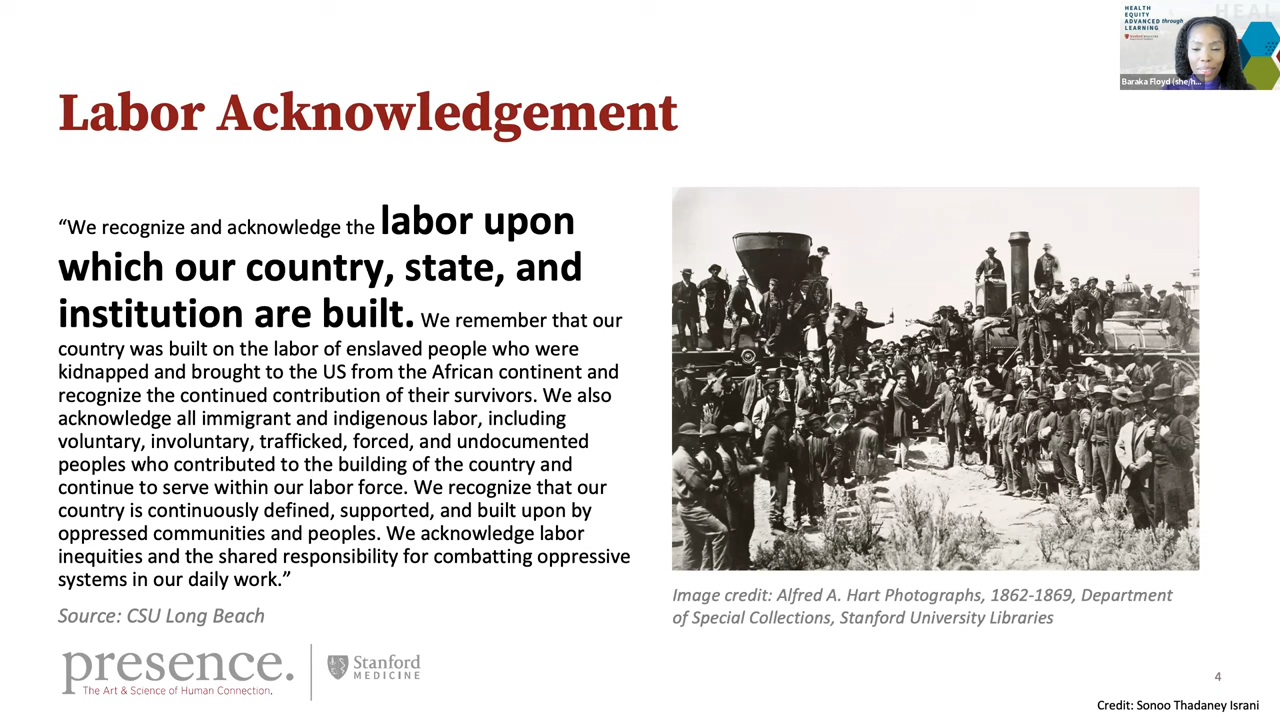 HEALTH
EQUITY
ADVANCED through
LEARNING
HEAL
Baraka Floyd (she/h...
Labor Acknowledgement
“We recognize and acknowledge the labor upon
which our country, state, and
institution are built. We remember that our
country was built on the labor of enslaved people who were
kidnapped and brought to the US from the African continent and
recognize the continued contribution of their survivors. We also
acknowledge all immigrant and indigenous labor, including
voluntary, involuntary, trafficked, forced, and undocumented
peoples who contributed to the building of the country and
continue to serve within our labor force. We recognize that our
country is continuously defined, supported, and built upon by
oppressed communities and peoples. We acknowledge labor
inequities and the shared responsibility for combatting oppressive
systems in our daily work.”
Source: CSU Long Beach
Image credit: Alfred A. Hart Photographs, 1862-1869, Department
of Special Collections, Stanford University Libraries
presence.
The Art & Science of Human Connection.
Stanford
MEDICINE
4
Credit: Sonoo Thadaney Israni